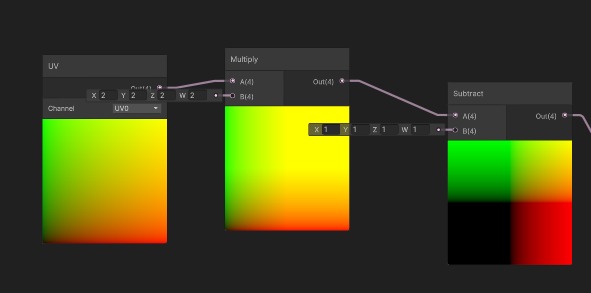 UV
Out(4)
X 2 Y 2 Z 2 W 2
Channel UV0
Multiply
A(4) Out(4)
B(4)
X 1 Y 1 Z 1 W 1
Subtract
A(4) Out(4)
B(4)